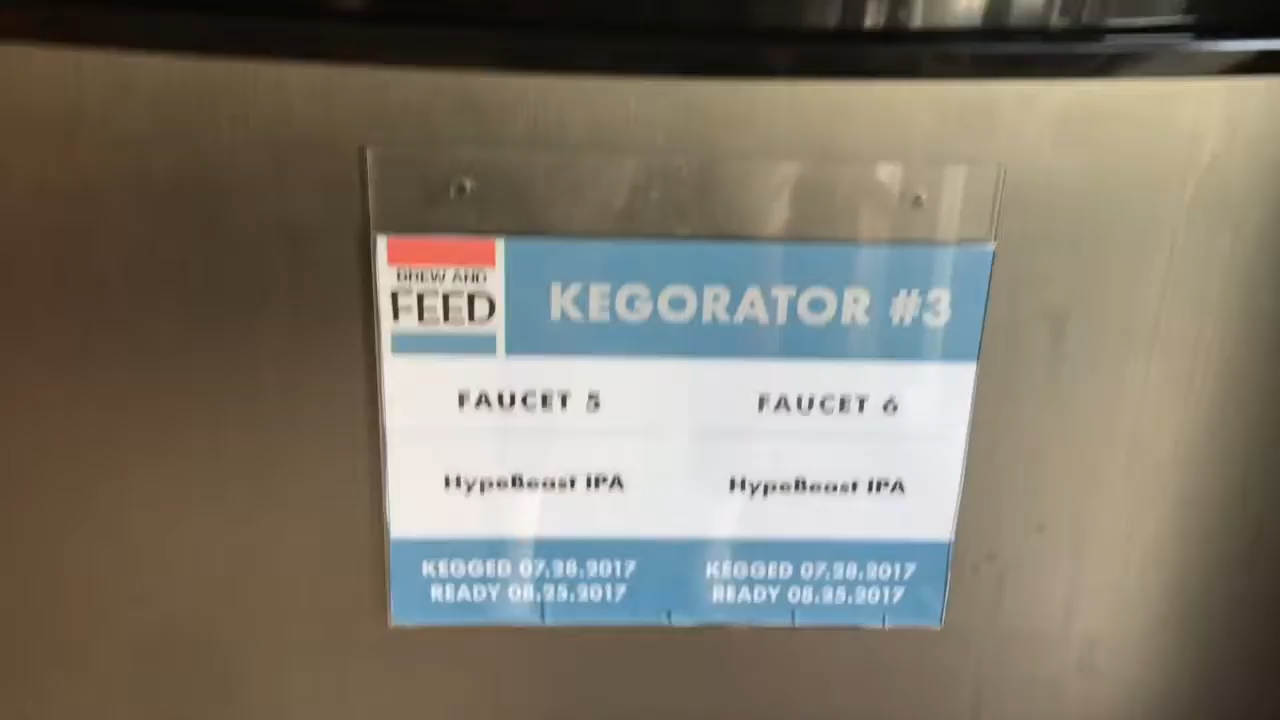 BREW AND
FEED
KEGORATOR #3
FAUCET 5
HypeBeast IPA
KEGGED 07.28.2017
READY 08.25.2017
FAUCET 6
HypeBeast IPA
KEGGED 07.28.2017
READY 08.25.2017